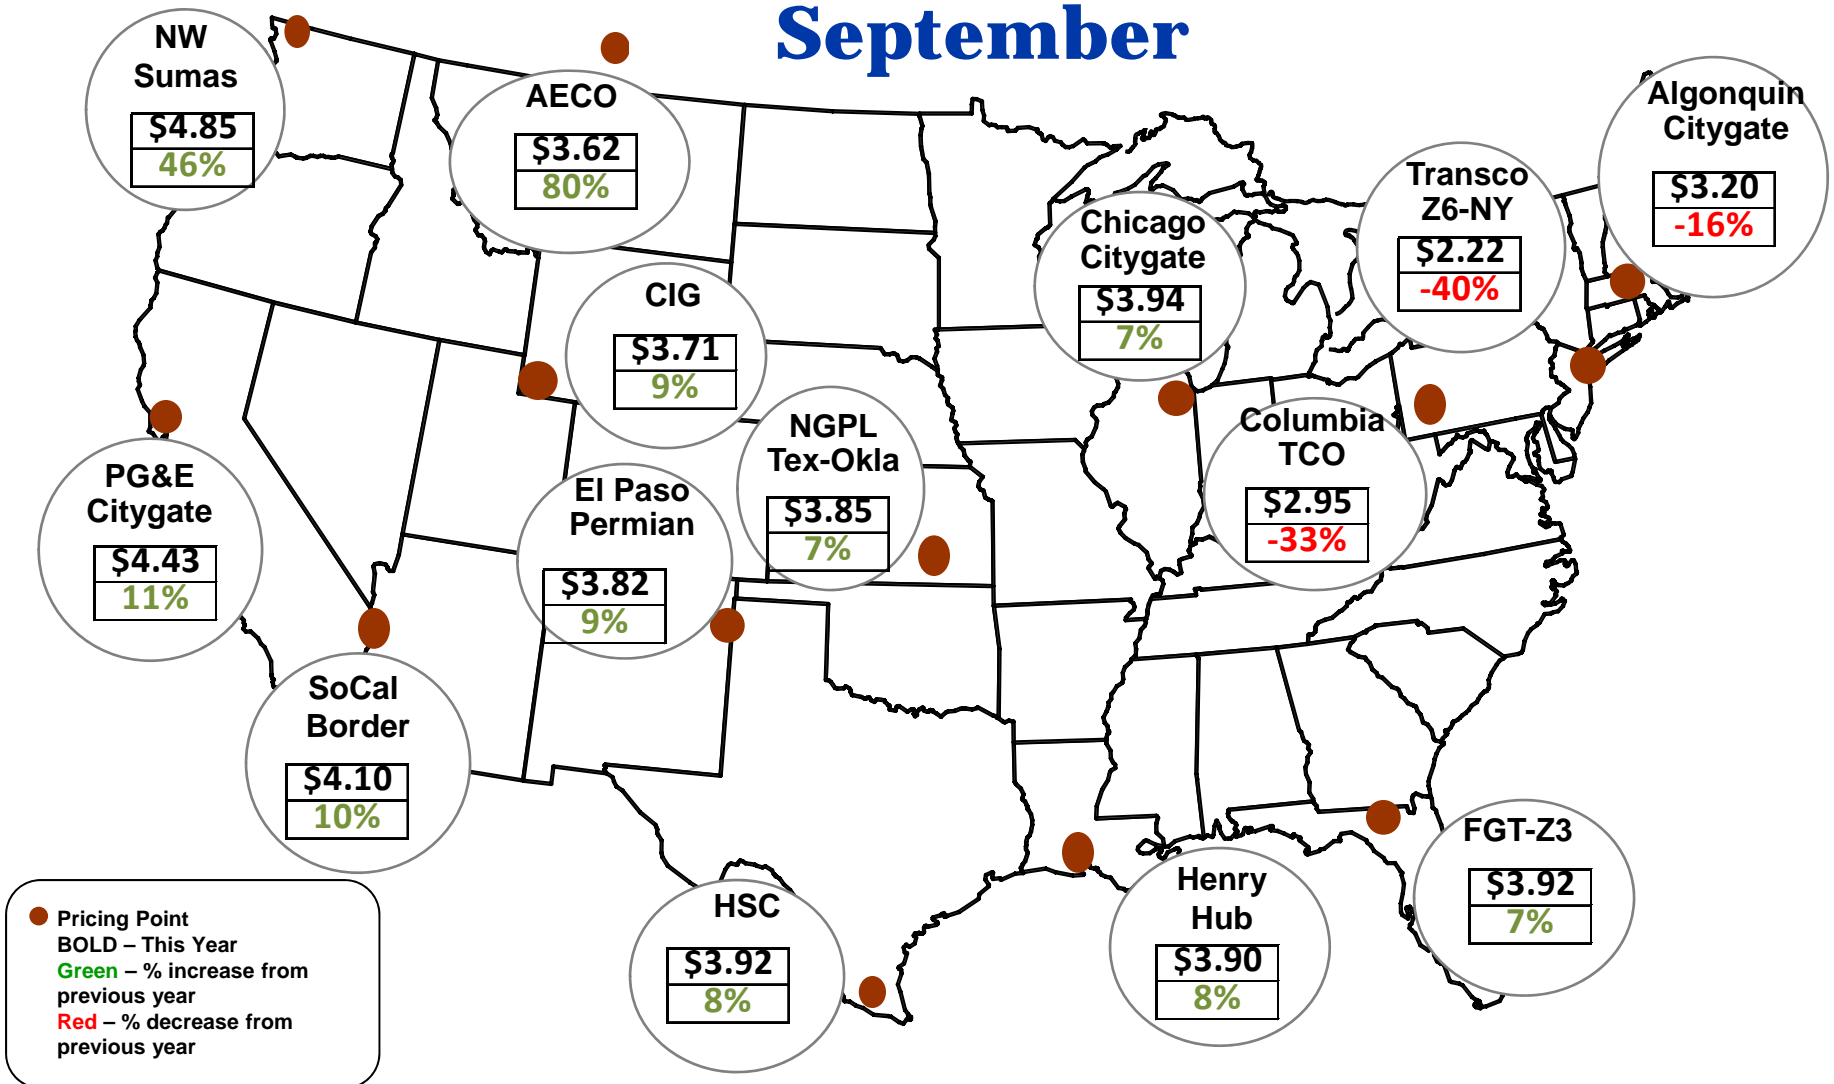 September
NW
Sumas
$4.85
46%
AECO
$3.62
80%
Algonquin
Citygate
$3.20
-16%
Transco
Z6-NY
$2.22
-40%
Chicago
Citygate
$3.94
7%
CIG
$3.71
9%
NGPL
Tex-Okla
$3.85
7%
Columbia
TCO
$2.95
-33%
PG&E
Citygate
$4.43
11%
El Paso
Permian
$3.82
9%
SoCal
Border
$4.10
10%
HSC
$3.92
8%
Henry
Hub
$3.90
8%
FGT-Z3
$3.92
7%
Pricing Point
BOLD – This Year
Green – % increase from
previous year
Red – % decrease from
previous year